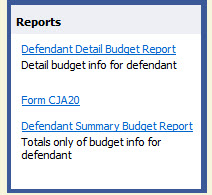 Reports
Defendant Detail Budget Report
Detail budget info for defendant
Form CJA20
Defendant Summary Budget Report
Totals only of budget info for
defendant